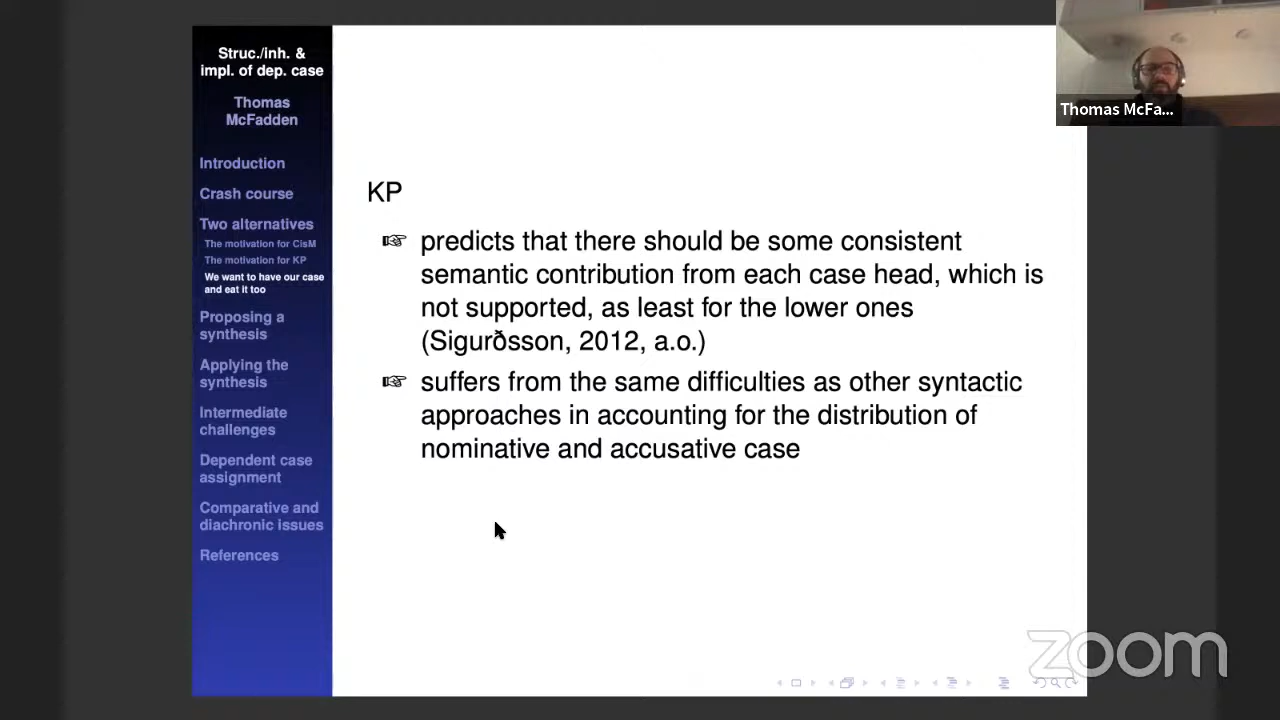 Struc./inh. &
impl. of dep. case
Thomas
McFadden
Introduction
Crash course
Two alternatives
The motivation for CisM
The motivation for KP
We want to have our case
and eat it too
Proposing a
synthesis
Applying the
synthesis
Intermediate
challenges
Dependent case
assignment
Comparative and
diachronic issues
References
KP
predicts that there should be some consistent
semantic contribution from each case head, which is
not supported, as least for the lower ones
(Sigurðsson, 2012, a.o.)
suffers from the same difficulties as other syntactic
approaches in accounting for the distribution of
nominative and accusative case
Thomas McFa...
zoom